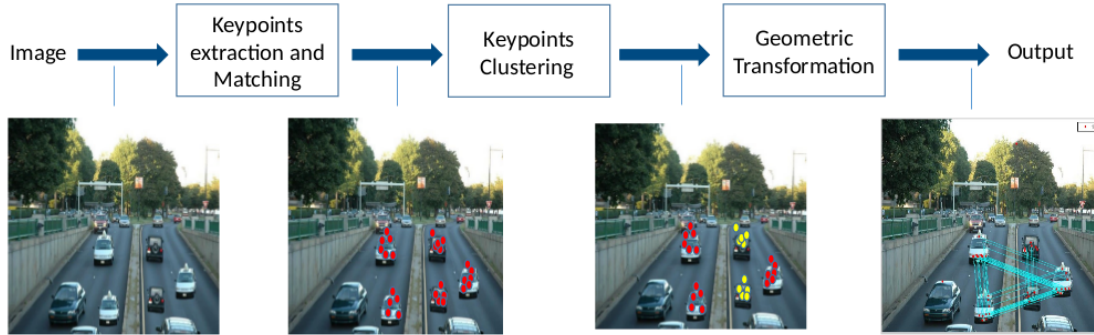 Image
Keypoints
extraction and
Matching
Keypoints
Clustering
Geometric
Transformation
Output